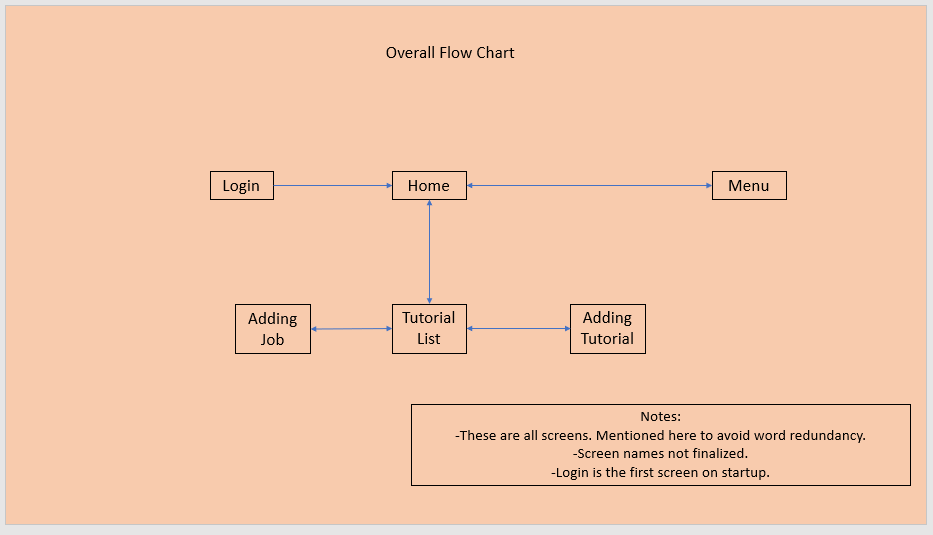 Overall Flow Chart
Login
Home
Menu
Adding
Job
Tutorial
List
Adding
Tutorial
Notes:
-These are all screens. Mentioned here to avoid word redundancy.
-Screen names not finalized.
-Login is the first screen on startup.